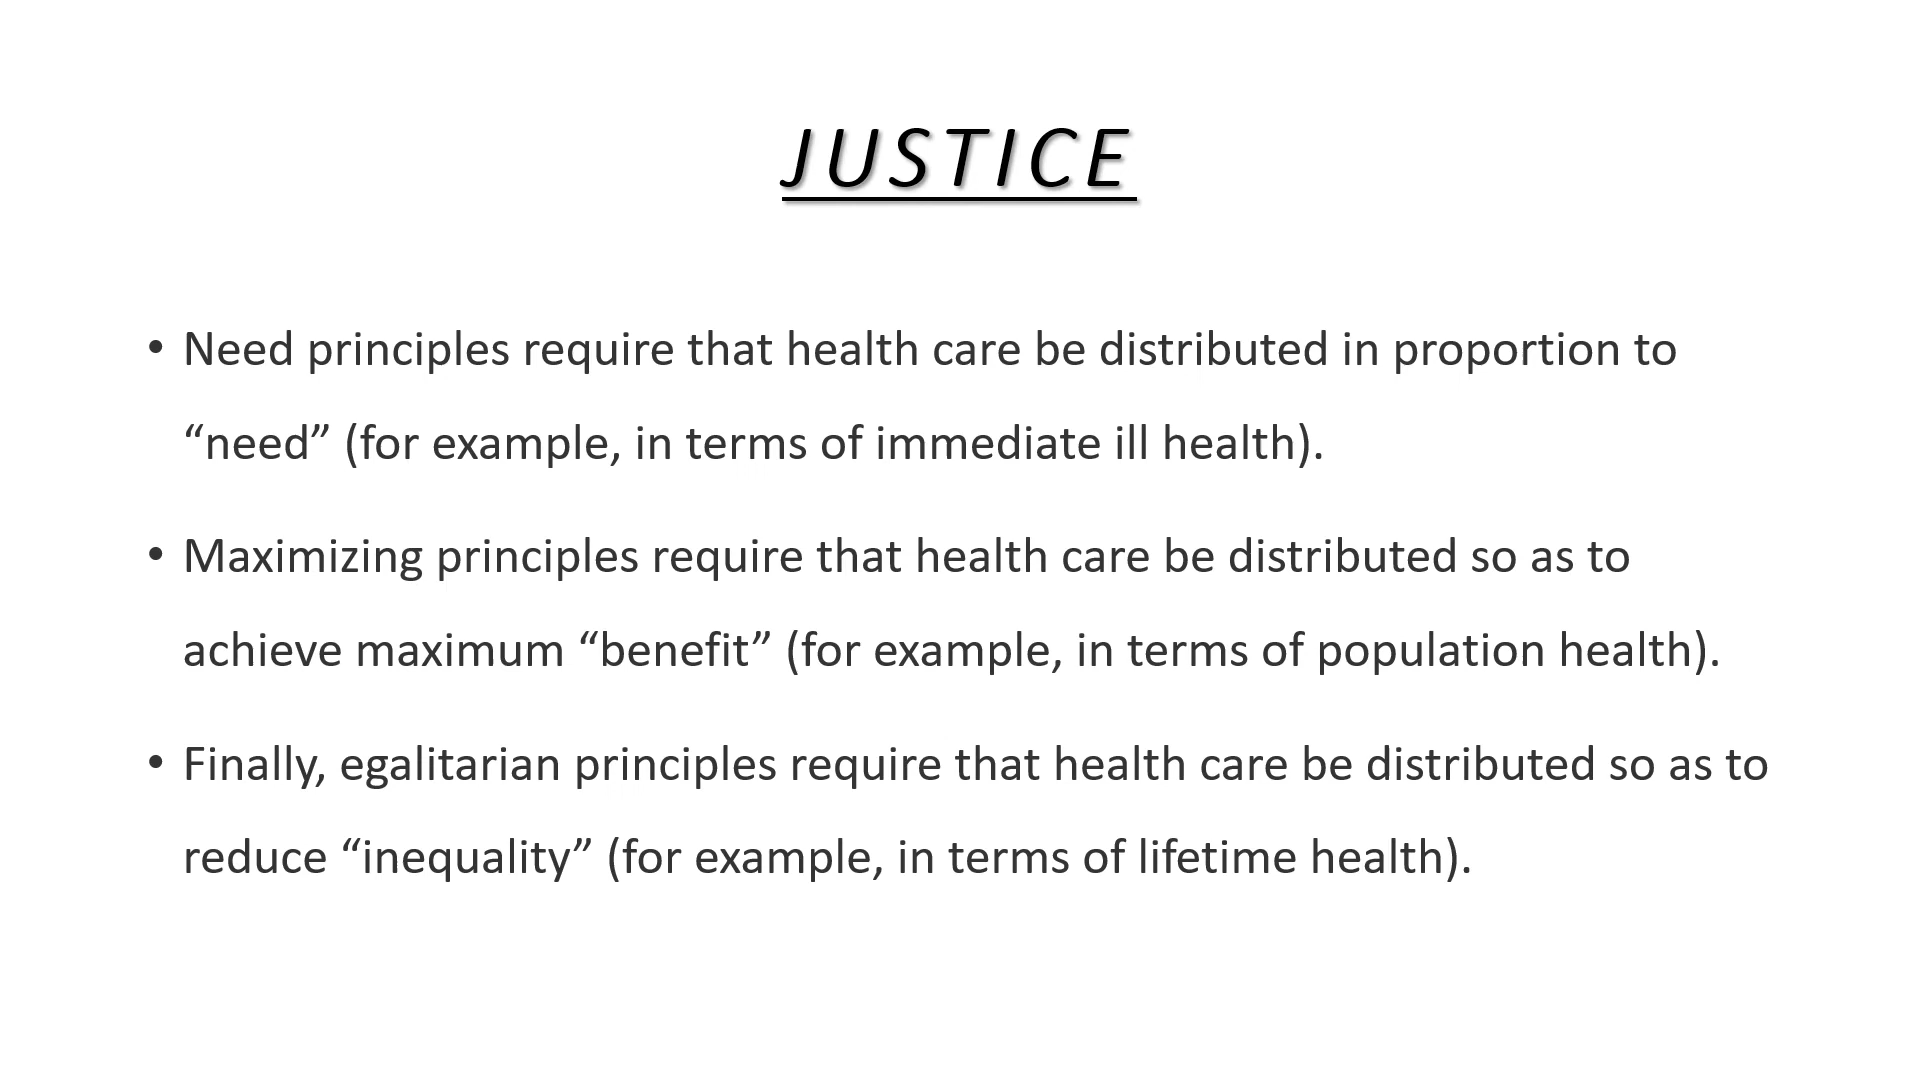 JUSTICE
• Need principles require that health care be distributed in proportion to
“need” (for example, in terms of immediate ill health).
• Maximizing principles require that health care be distributed so as to
achieve maximum “benefit” (for example, in terms of population health).
• Finally, egalitarian principles require that health care be distributed so as to
reduce “inequality” (for example, in terms of lifetime health).